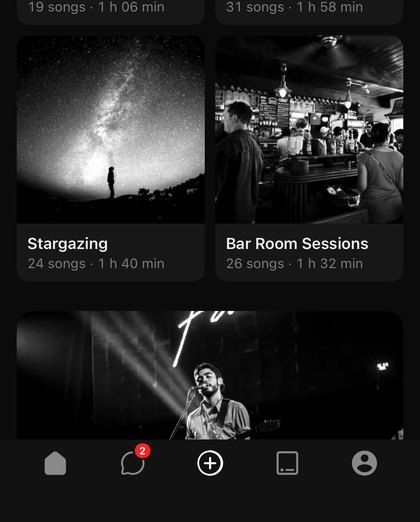 19 songs · 1 h 06 min
31 songs · 1 h 58 min
Stargazing
24 songs · 1 h 40 min
Bar Room Sessions
26 songs · 1 h 32 min
2